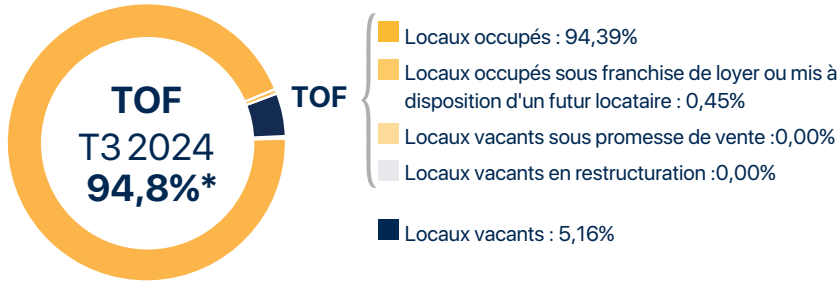 TOF
T3 2024
94,8%*
TOF
Locaux occupés : 94,39%
Locaux occupés sous franchise de loyer ou mis à
disposition d'un futur locataire : 0,45%
Locaux vacants sous promesse de vente :0,00%
Locaux vacants en restructuration :0,00%
Locaux vacants : 5,16%